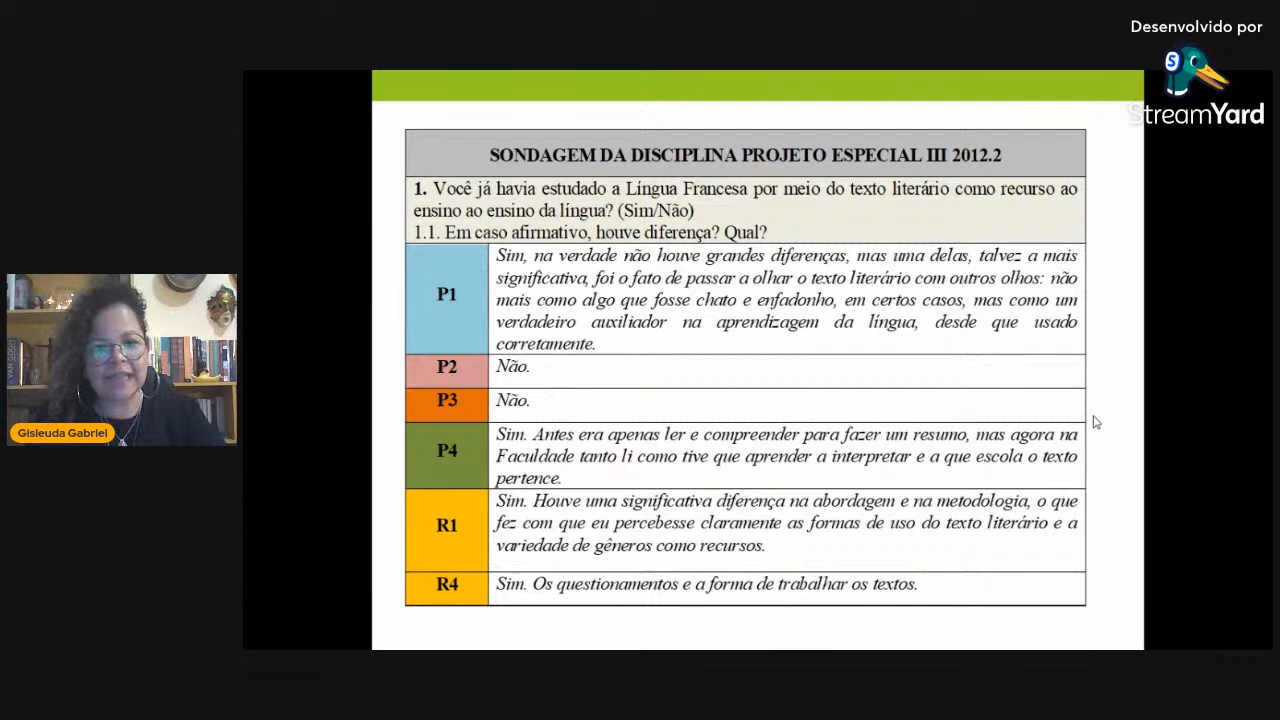 Desenvolvido por
StreamYard
SONDAGEM DA DISCIPLINA PROJETO ESPECIAL III 2012.2
1. Você já havia estudado a Língua Francesa por meio do texto literário como recurso ao
ensino ao ensino da língua? (Sim/Não)
1.1. Em caso afirmativo, houve diferença? Qual?
P1
Sim, na verdade não houve grandes diferenças, mas uma delas, talvez a mais
significativa, foi o fato de passar a olhar o texto literário com outros olhos: não
mais como algo que fosse chato e enfadonho, em certos casos, mas como um
verdadeiro auxiliador na aprendizagem da língua, desde que usado
corretamente.
P2
Não.
P3
Não.
P4
Sim. Antes era apenas ler e compreender para fazer um resumo, mas agora na
Faculdade tanto li como tive que aprender a interpretar e a que escola o texto
pertence.
R1
Sim. Houve uma significativa diferença na abordagem e na metodologia, o que
fez com que eu percebesse claramente as formas de uso do texto literário e a
variedade de gêneros como recursos.
R4
Sim. Os questionamentos e a forma de trabalhar os textos.
VAN GOGH
Gisleuda Gabriel